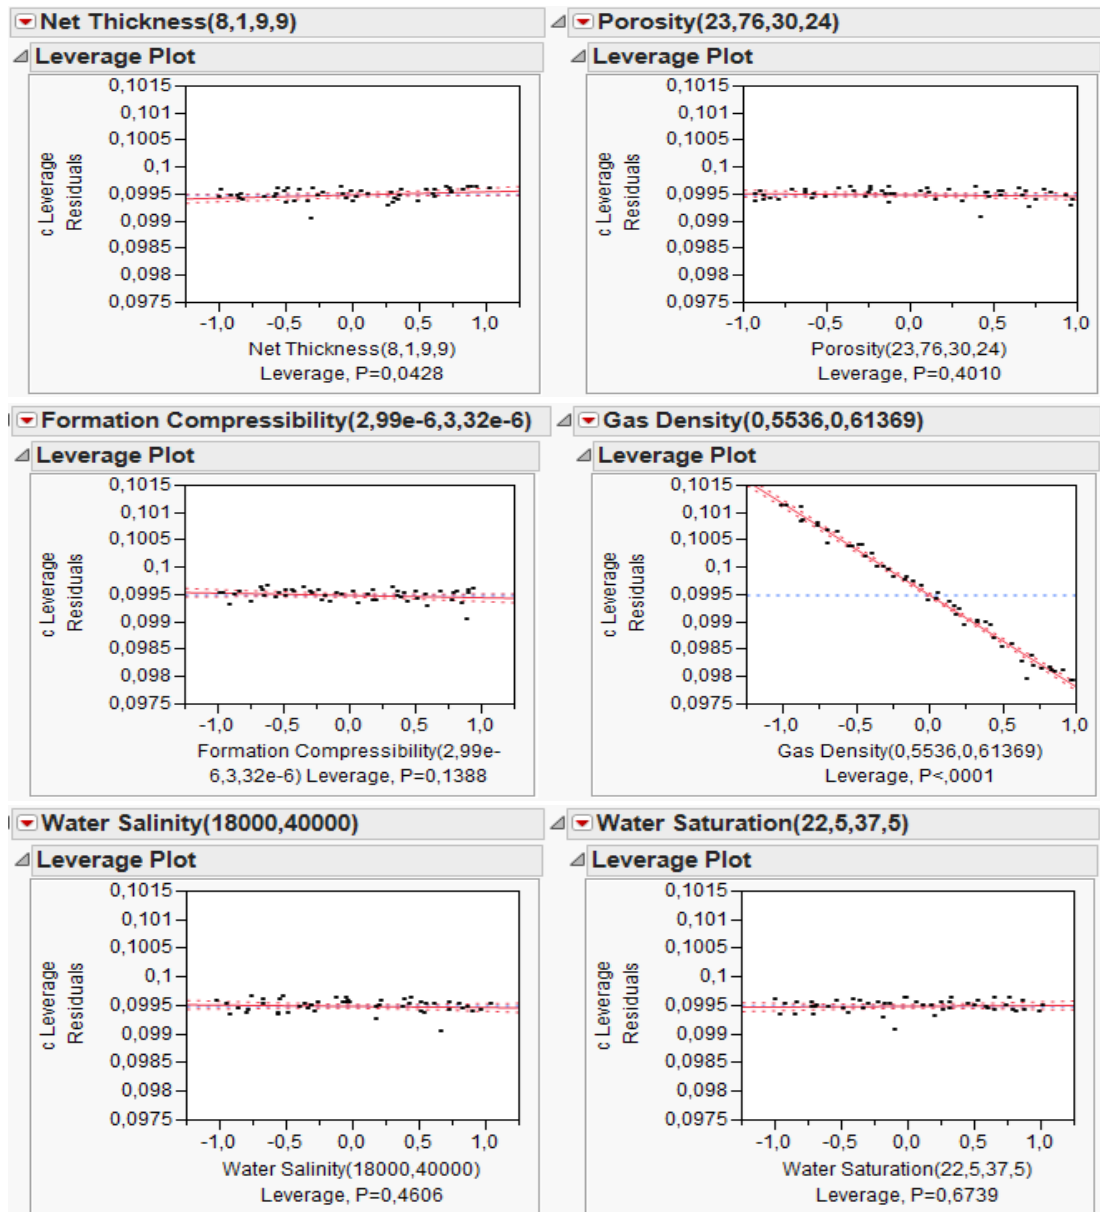 Net Thickness(8,1,9,9)
Leverage Plot
c Leverage
Residuals
0,1015
0,101
0,1005
0,1
0,0995
0,099
0,0985
0,098
0,0975
-1,0 -0,5 0,0 0,5 1,0
Net Thickness(8,1,9,9)
Leverage, P=0,0428
Porosity(23,76,30,24)
Leverage Plot
c Leverage
Residuals
0,1015
0,101
0,1005
0,1
0,0995
0,099
0,0985
0,098
0,0975
-1,0 -0,5 0,0 0,5 1,0
Porosity(23,76,30,24)
Leverage, P=0,4010
Formation Compressibility(2,99e-6,3,32e-6)
Leverage Plot
c Leverage
Residuals
0,1015
0,101
0,1005
0,1
0,0995
0,099
0,0985
0,098
0,0975
-1,0 -0,5 0,0 0,5 1,0
Formation Compressibility(2,99e-
6,3,32e-6) Leverage, P=0,1388
Gas Density(0,5536,0,61369)
Leverage Plot
c Leverage
Residuals
0,1015
0,101
0,1005
0,1
0,0995
0,099
0,0985
0,098
0,0975
-1,0 -0,5 0,0 0,5 1,0
Gas Density(0,5536,0,61369)
Leverage, P<,0001
Water Salinity(18000,40000)
Leverage Plot
c Leverage
Residuals
0,1015
0,101
0,1005
0,1
0,0995
0,099
0,0985
0,098
0,0975
-1,0 -0,5 0,0 0,5 1,0
Water Salinity(18000,40000)
Leverage, P=0,4606
Water Saturation(22,5,37,5)
Leverage Plot
c Leverage
Residuals
0,1015
0,101
0,1005
0,1
0,0995
0,099
0,0985
0,098
0,0975
-1,0 -0,5 0,0 0,5 1,0
Water Saturation(22,5,37,5)
Leverage, P=0,6739